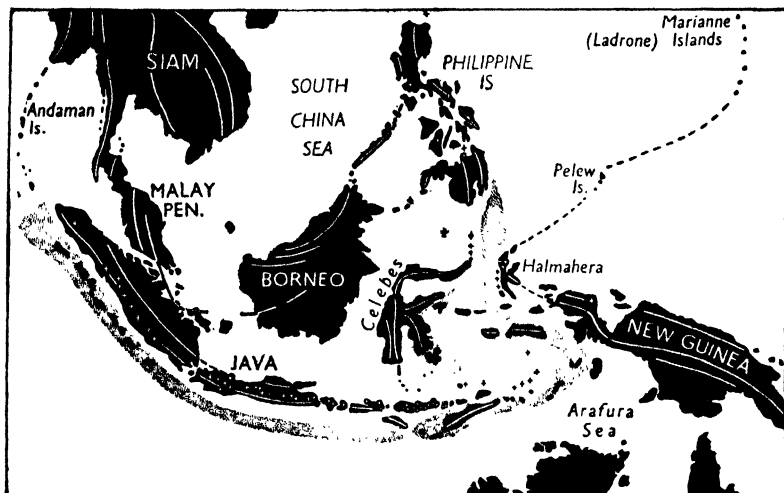 Marianne
(Ladrone) Islands
PHILIPPINE
IS
SIAM
SOUTH
CHINA
SEA
Andaman
Is.
Pelew
Is.
MALAY
PEN.
Halmahera
BORNEO
Celebes
NEW GUINEA
JAVA
Arafura
Sea